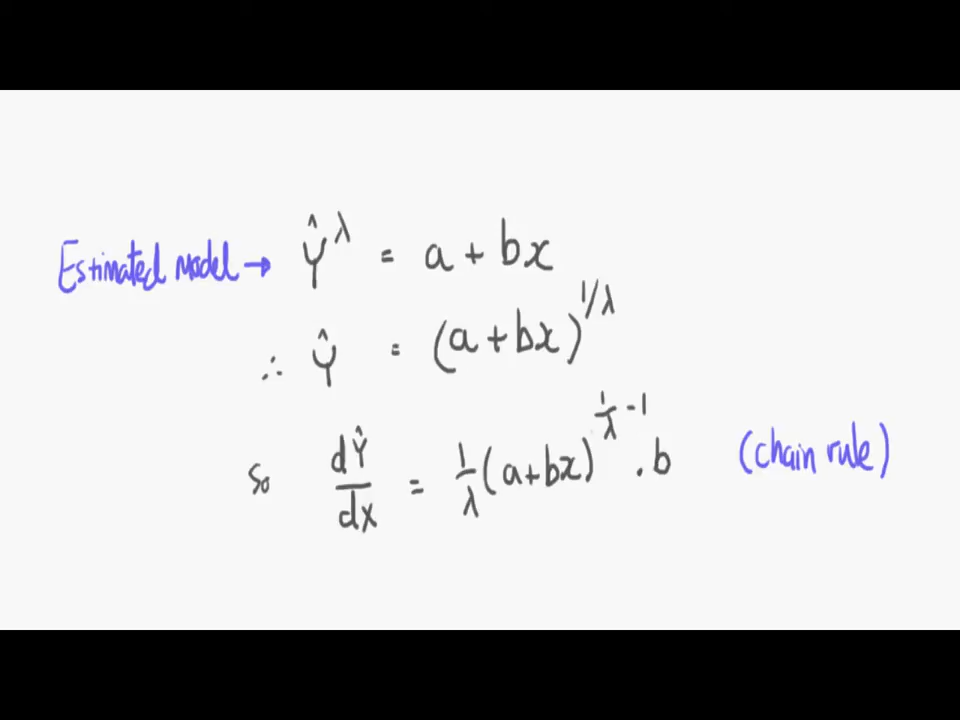 Estimated model → Ŷ^λ = a + bx
∴ Ŷ = (a + bx)^1/λ
So dŶ/dx = 1/λ (a+bx)^(1/λ - 1) . b (chain rule)